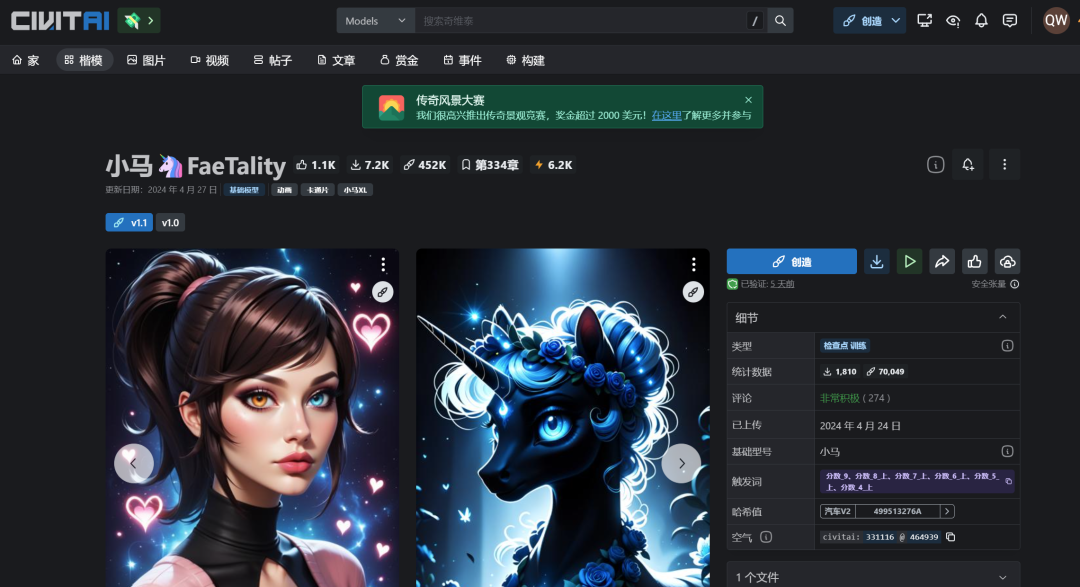 CIVITAI
Models 搜索奇维泰 / 创造 QW
家 楷模 图片 视频 帖子 文章 赏金 事件 构建
传奇风景大赛
我们很高兴推出传奇景观竞赛，奖金超过 2000 美元！在这里了解更多并参与
小马🦄FaeTality 1.1K 7.2K 452K 第334章 6.2K
更新日期：2024 年 4 月 27 日 基础模型 动画 卡通片 小马XL
v1.1 v1.0
创造
已验证: 5 天前 安全张量
细节
类型 检查点 训练
统计数据 1,810 70,049
评论 非常积极 ( 274 )
已上传 2024 年 4 月 24 日
基础型号 小马
触发词 分数_9、分数_8_上、分数_7_上、分数_6_上、分数_5_
上、分数_4_上
哈希值 汽车V2 499513276A
空气 civitai: 331116 @ 464939
1 个文件